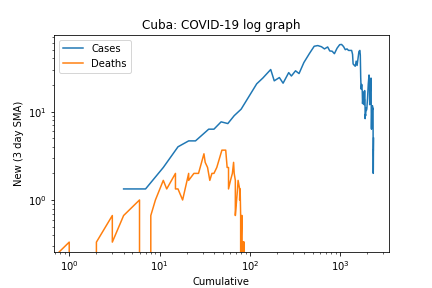 Cuba: COVID-19 log graph
Cases
Deaths
New (3 day SMA)
10¹
10⁰
10⁰ 10¹ 10² 10³
Cumulative